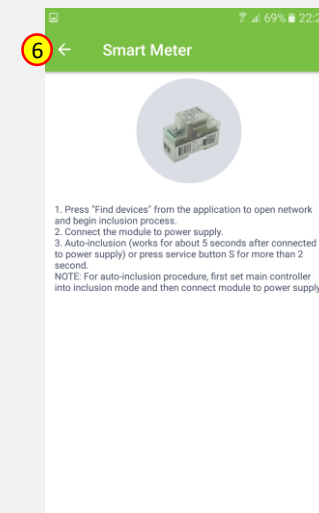 69% 22:2
6 Smart Meter
1. Press "Find devices" from the application to open network
and begin inclusion process.
2. Connect the module to power supply.
3. Auto-inclusion (works for about 5 seconds after connected
to power supply) or press service button S for more than 2
second.
NOTE: For auto-inclusion procedure, first set main controller
into inclusion mode and then connect module to power supply